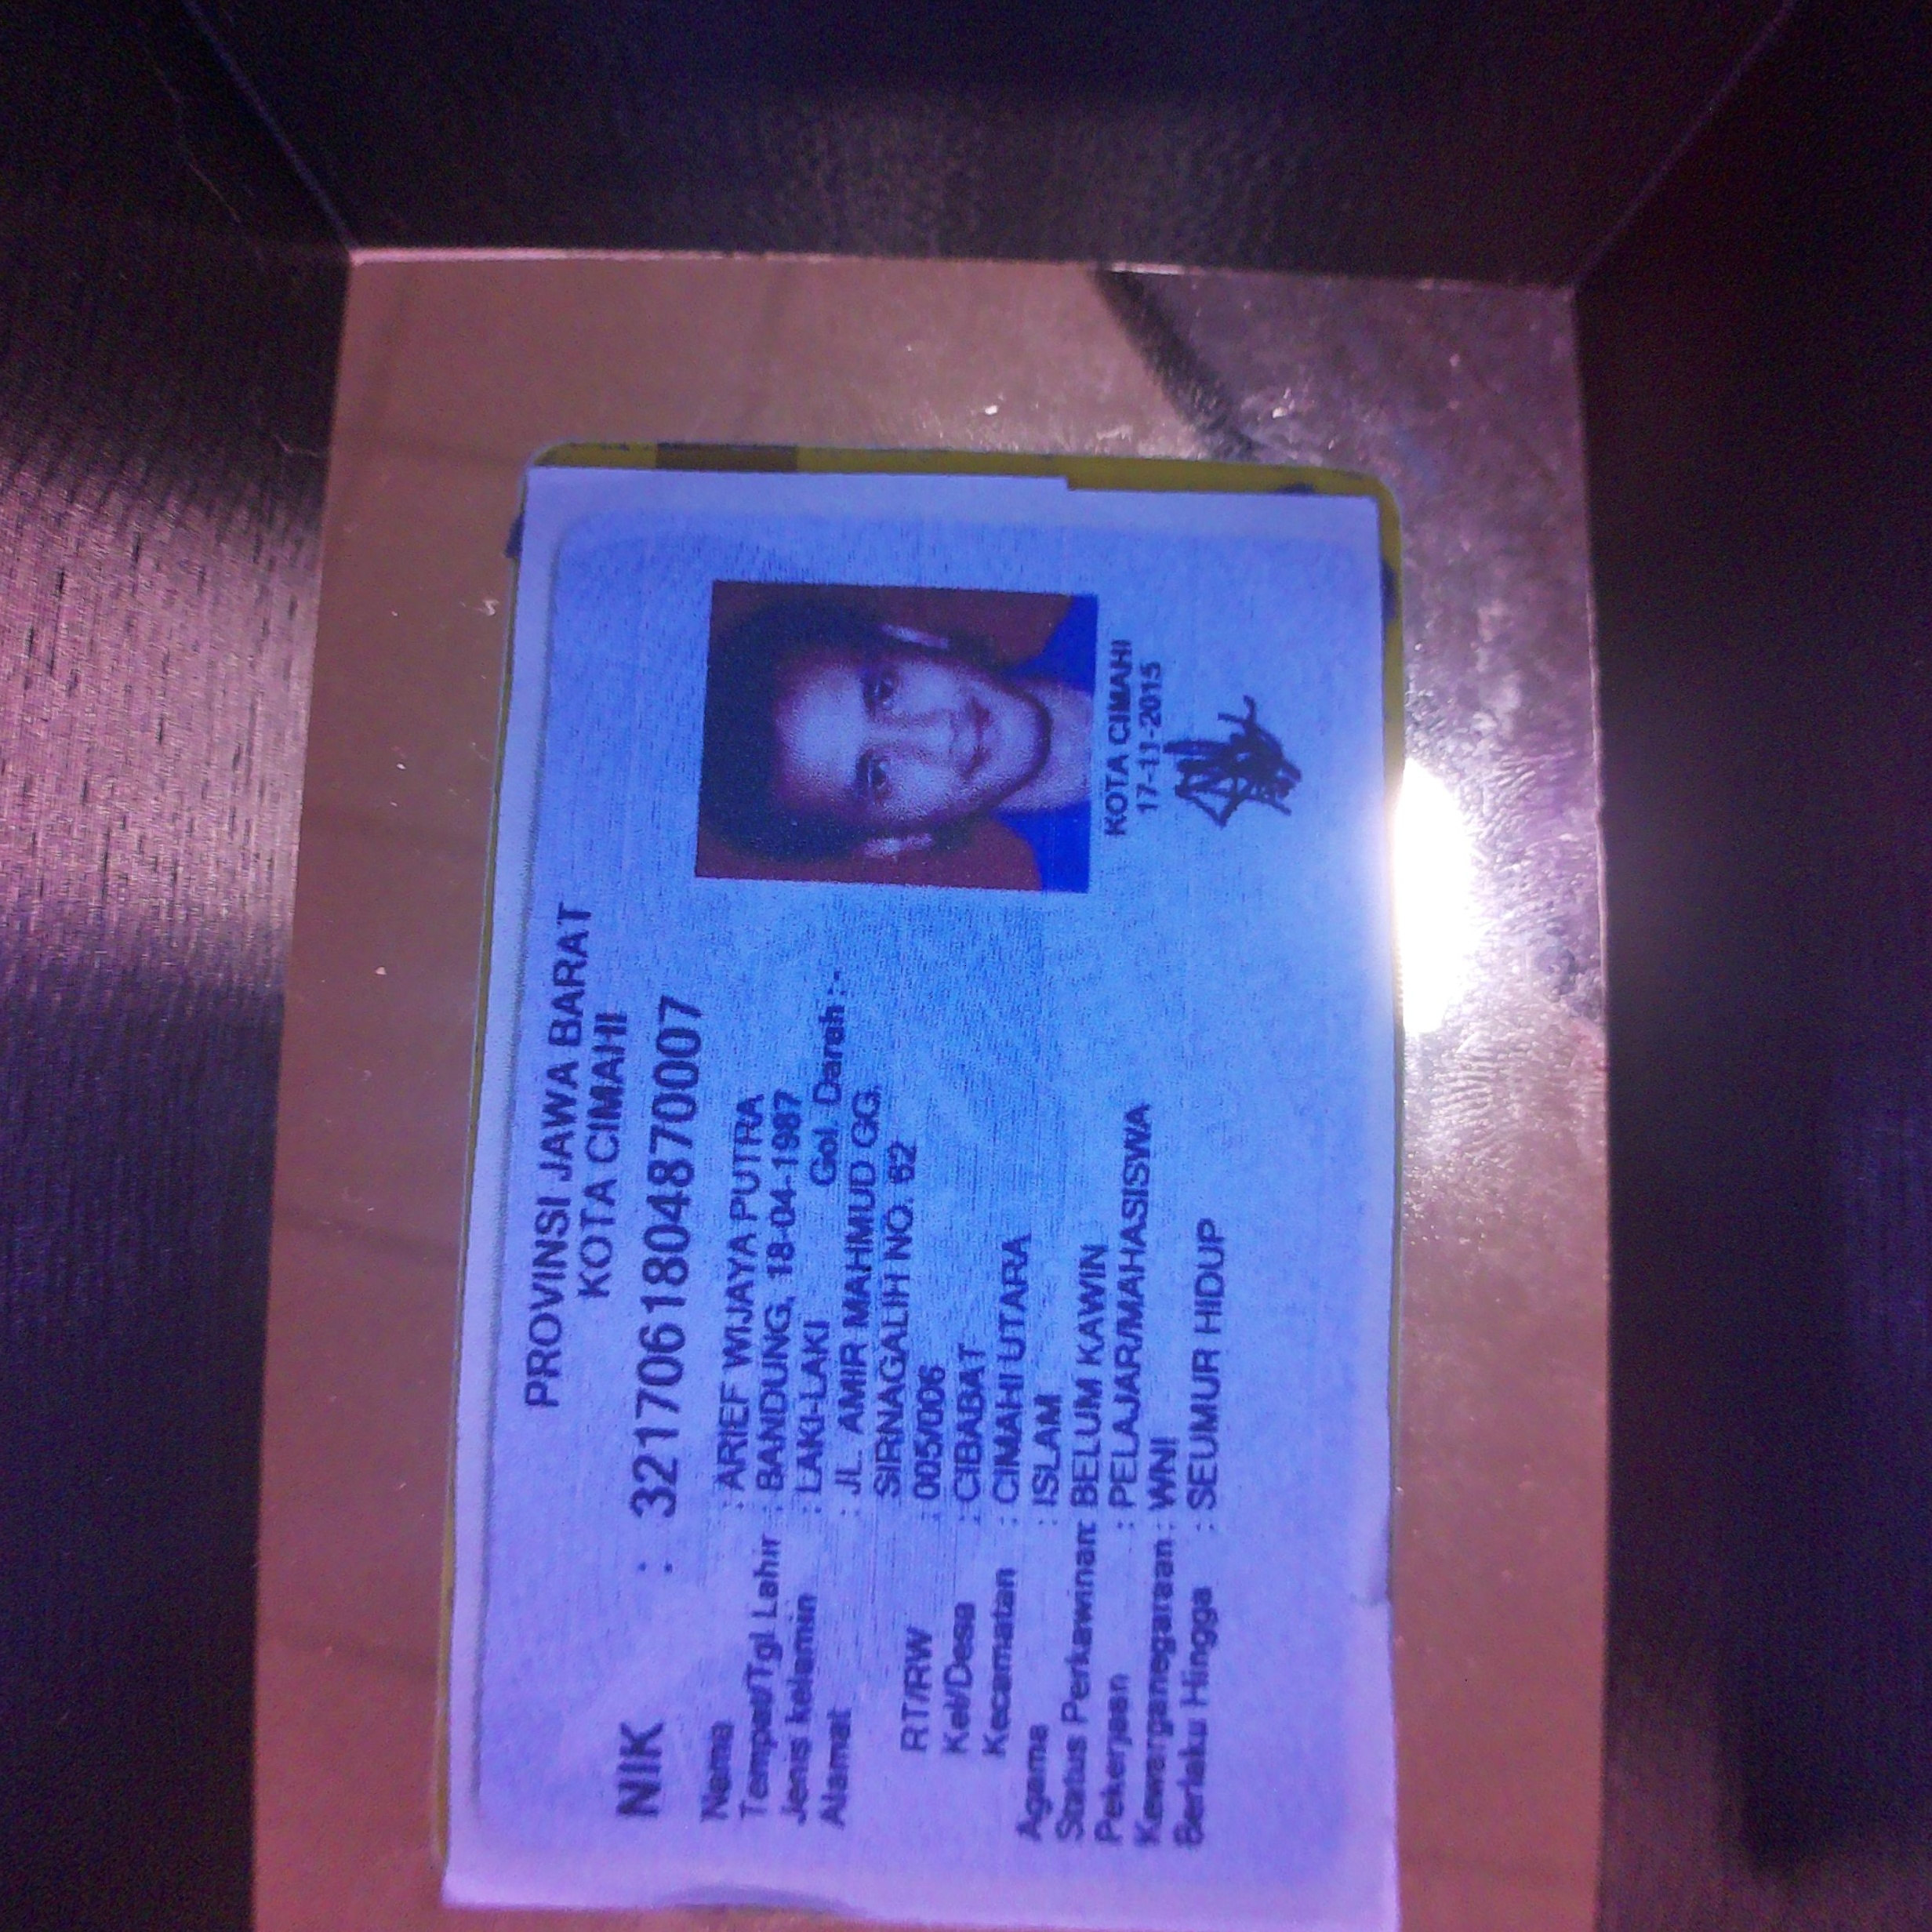 PROVINSI JAWA BARAT
KOTA CIMAHI
NIK : 3217061804870007
Nama : ARIEF WIJAYA PUTRA
Tempat/Tgl Lahir : BANDUNG, 18-04-1987
Jenis kelamin : LAKI-LAKI Gol. Darah :-
Alamat : JL. AMIR MAHMUD GG.
SIRNAGALIH NO. 62
RT/RW : 005/006
Kel/Desa : CIBABAT
Kecamatan : CIMAHI UTARA
Agama : ISLAM
Status Perkawinan: BELUM KAWIN
Pekerjaan : PELAJAR/MAHASISWA
Kewarganegaraan : WNI
Berlaku Hingga : SEUMUR HIDUP
KOTA CIMAHI
17-11-2015